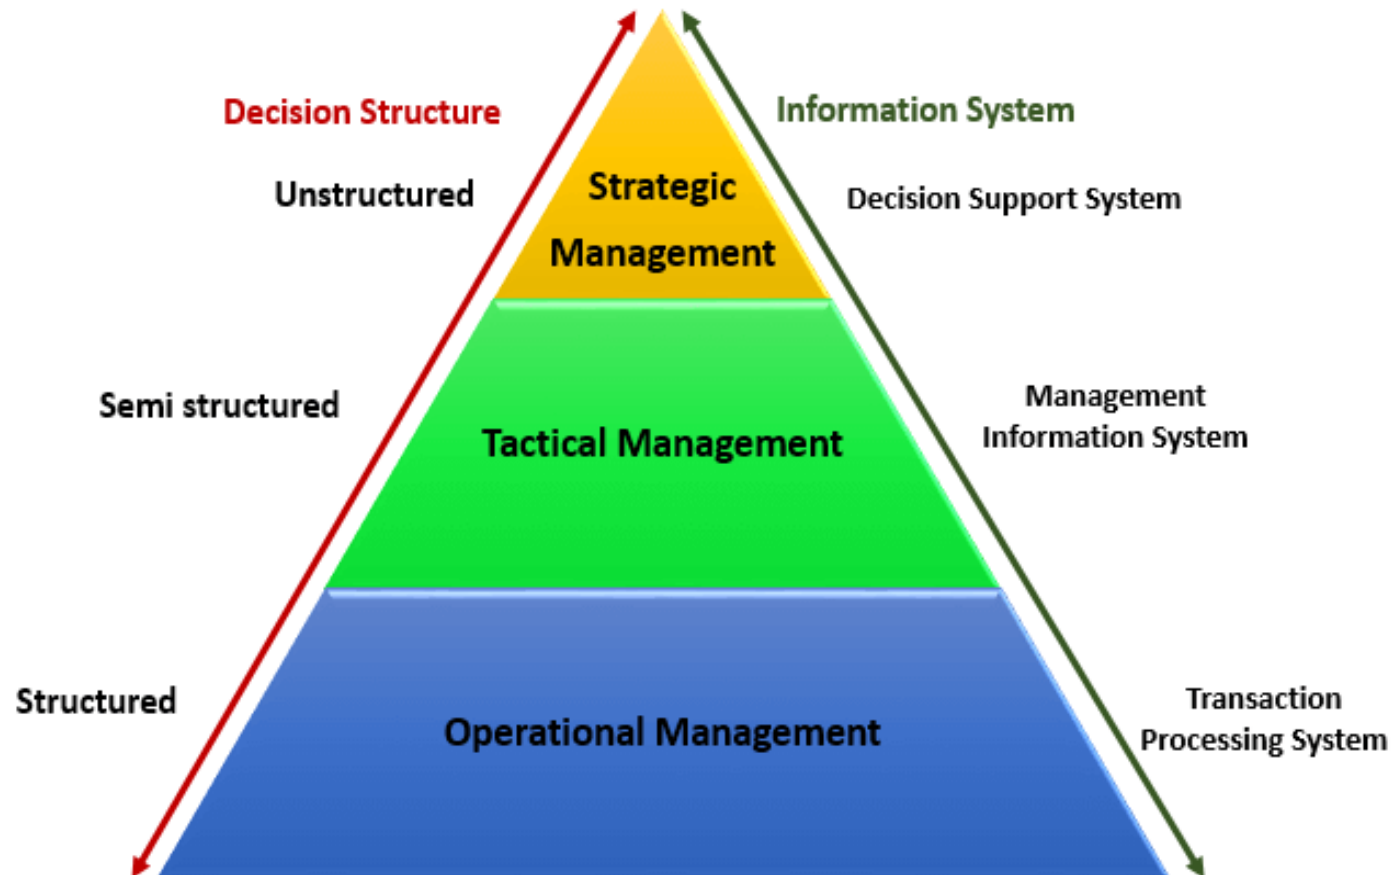 Decision Structure
Information System
Unstructured
Strategic
Management
Decision Support System
Semi structured
Tactical Management
Management
Information System
Structured
Operational Management
Transaction
Processing System